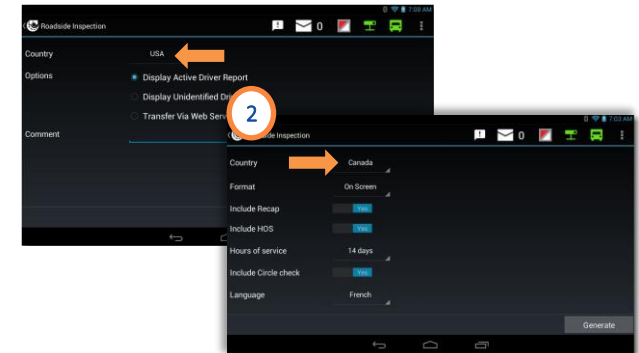 7:08 AM
Roadside Inspection
0
Country USA
Options
Display Active Driver Report
Display Unidentified Dri
Transfer Via Web Serv
Comment
2
7:03 AM
side Inspection
0
Country Canada
Format On Screen
Include Recap Yes
Include HOS Yes
Hours of service 14 days
Include Circle check Yes
Language French
Generate